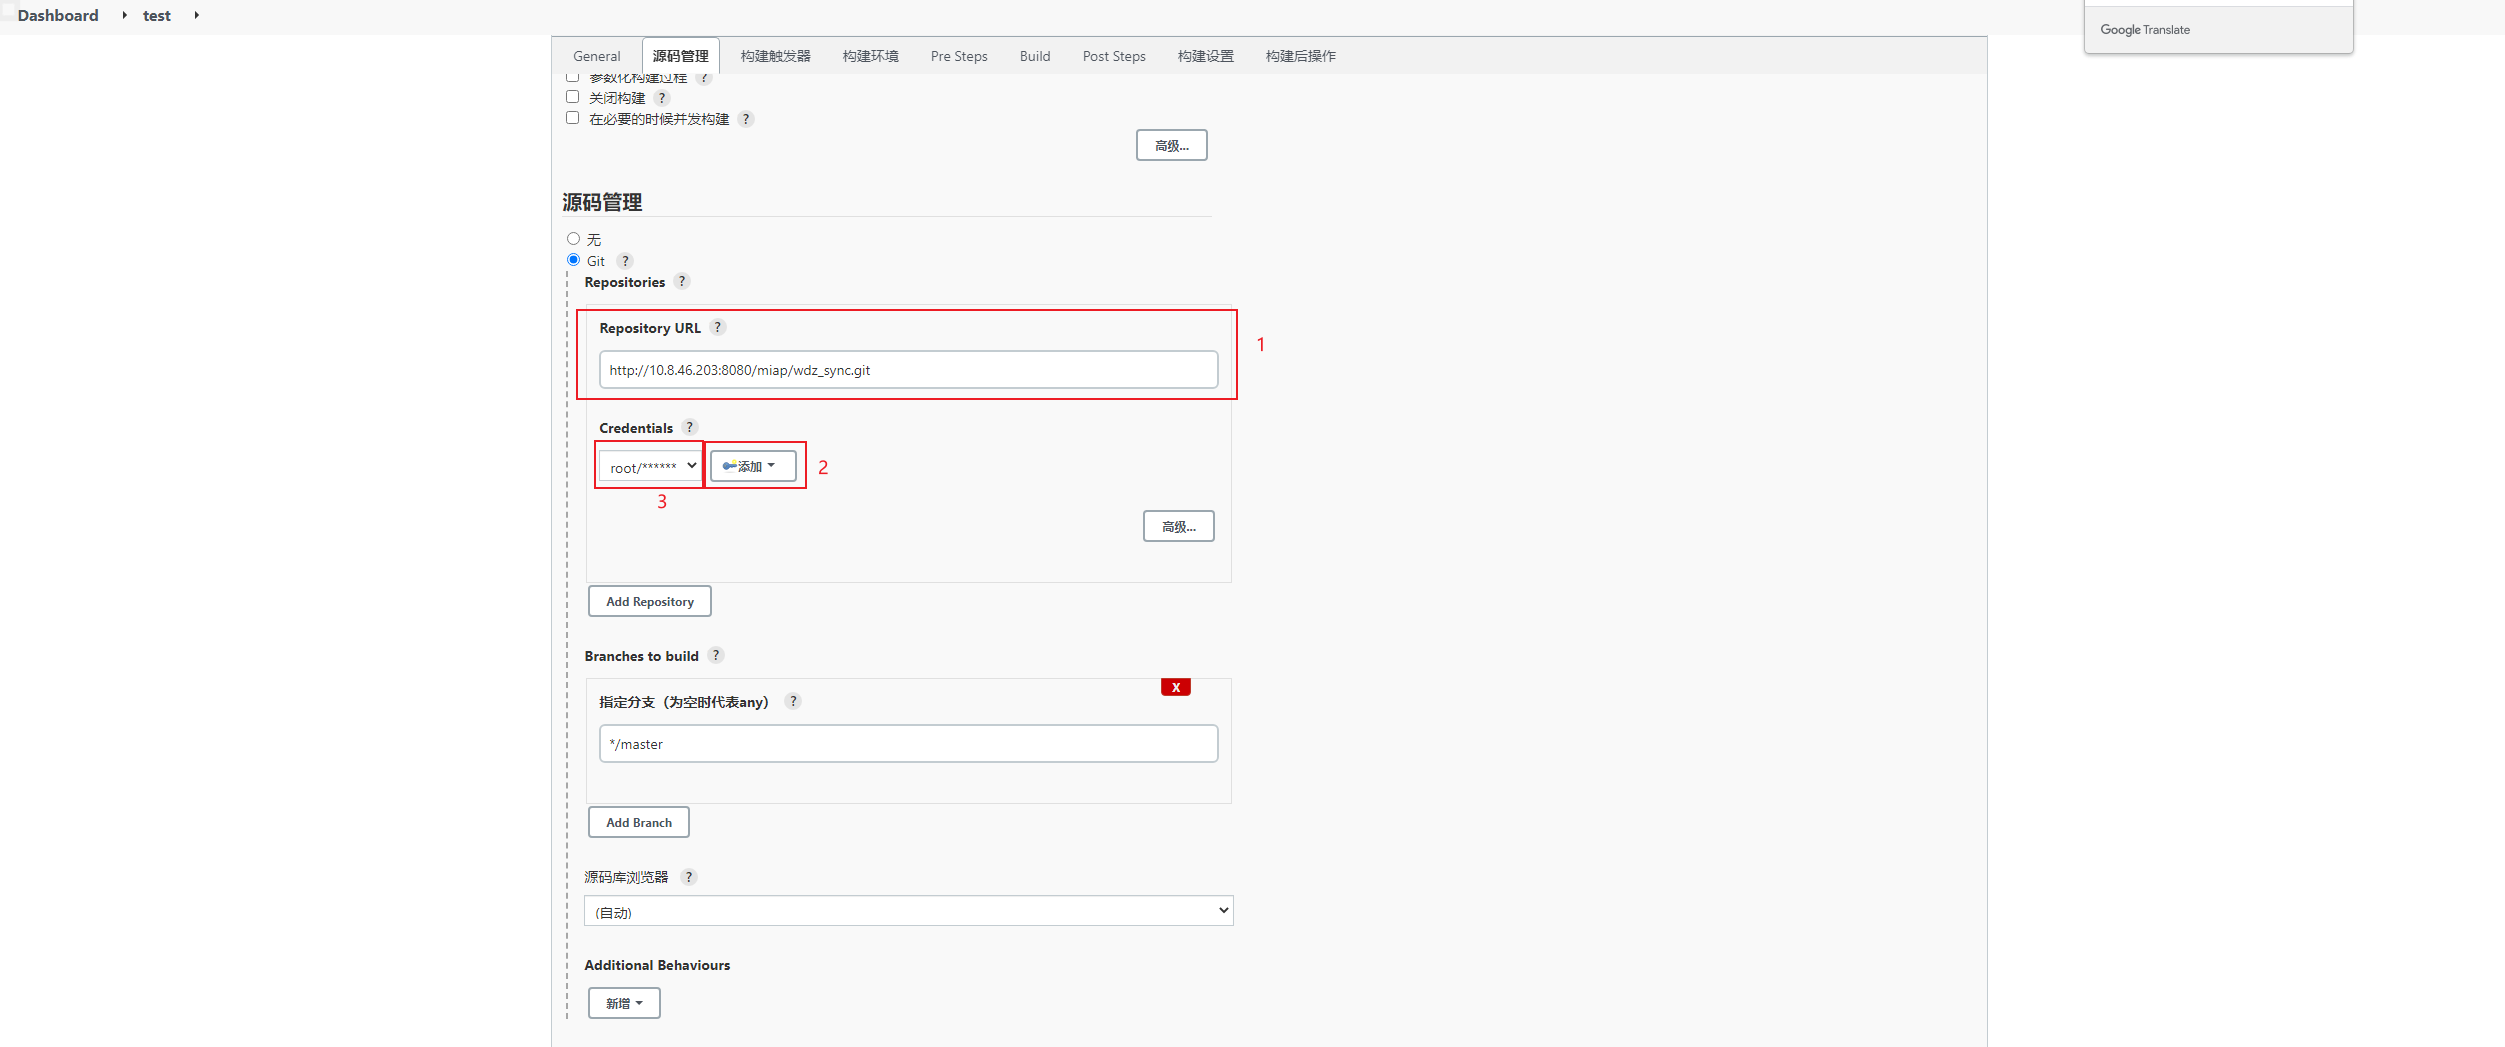 Dashboard test
Google Translate
General 源码管理 构建触发器 构建环境 Pre Steps Build Post Steps 构建设置 构建后操作
参数化构建过程 ?
关闭构建 ?
在必要的时候并发构建 ?
高级...
源码管理
无
Git ?
Repositories ?
Repository URL ?
1
http://10.8.46.203:8080/miap/wdz_sync.git
Credentials ?
root/****** 添加 2
3
高级...
Add Repository
Branches to build ?
X
指定分支（为空时代表any） ?
*/master
Add Branch
源码库浏览器 ?
(自动)
Additional Behaviours
新增